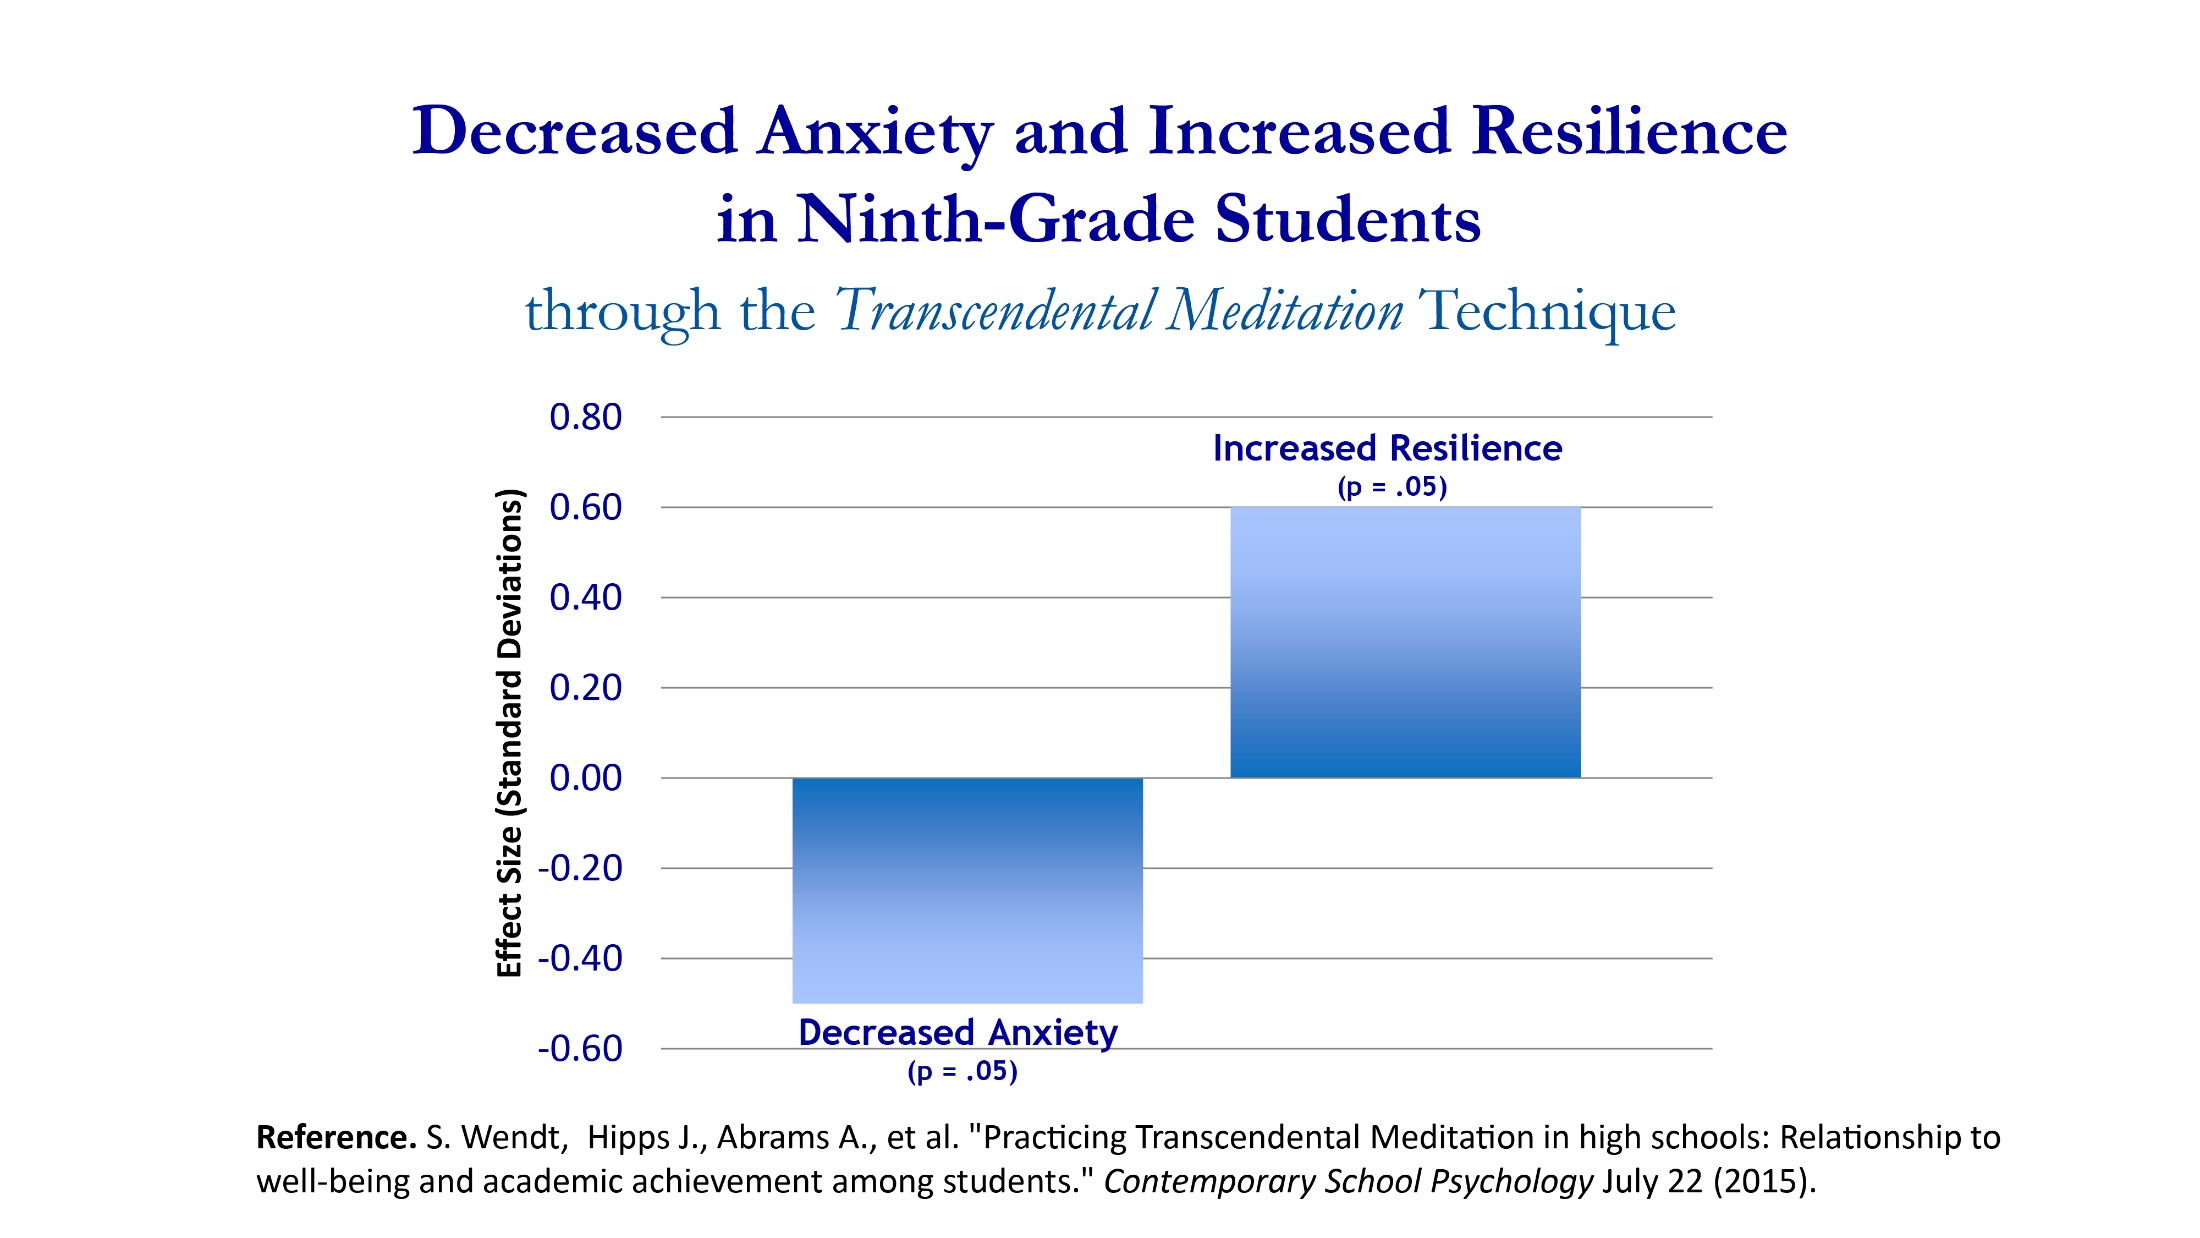 Decreased Anxiety and Increased Resilience
in Ninth-Grade Students
through the Transcendental Meditation Technique
0.80
Increased Resilience
(p = .05)
0.60
0.40
0.20
0.00
-0.20
-0.40
-0.60
Effect Size (Standard Deviations)
Decreased Anxiety
(p = .05)
Reference. S. Wendt,  Hipps J., Abrams A., et al. "Practicing Transcendental Meditation in high schools: Relationship to
well-being and academic achievement among students." Contemporary School Psychology July 22 (2015).